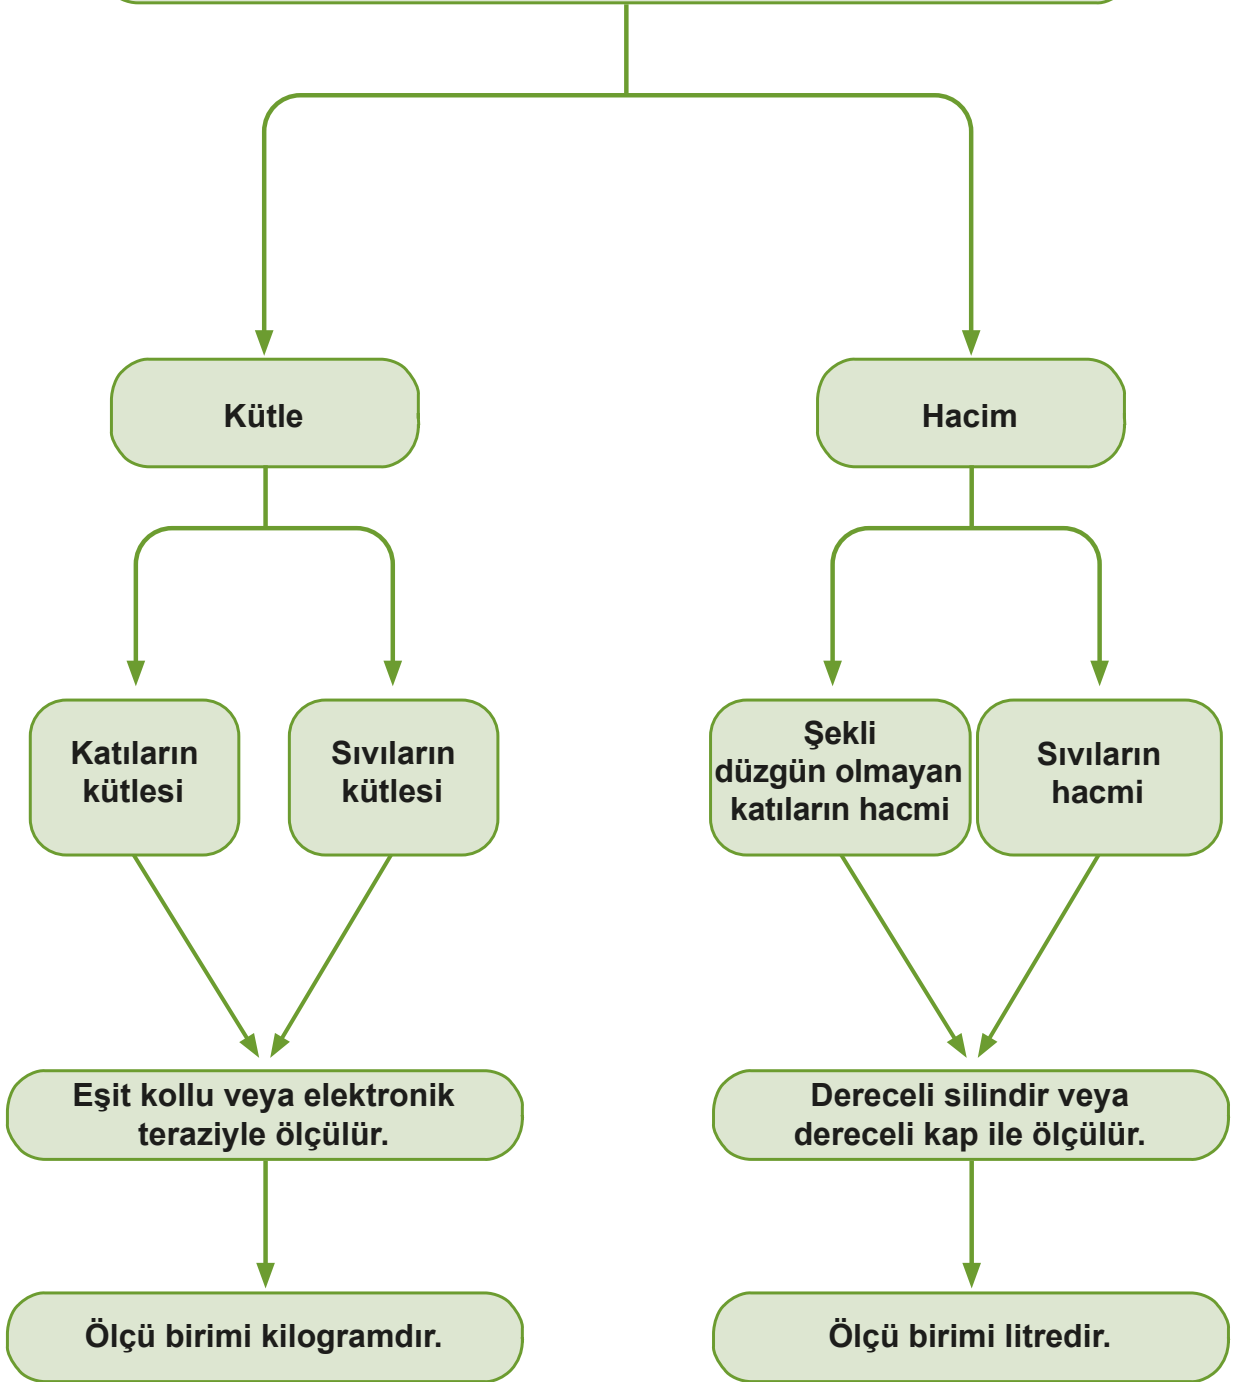 Kütle
Hacim
Katıların
kütlesi
Sıvıların
kütlesi
Şekli
düzgün olmayan
katıların hacmi
Sıvıların
hacmi
Eşit kollu veya elektronik
teraziyle ölçülür.
Dereceli silindir veya
dereceli kap ile ölçülür.
Ölçü birimi kilogramdır.
Ölçü birimi litredir.